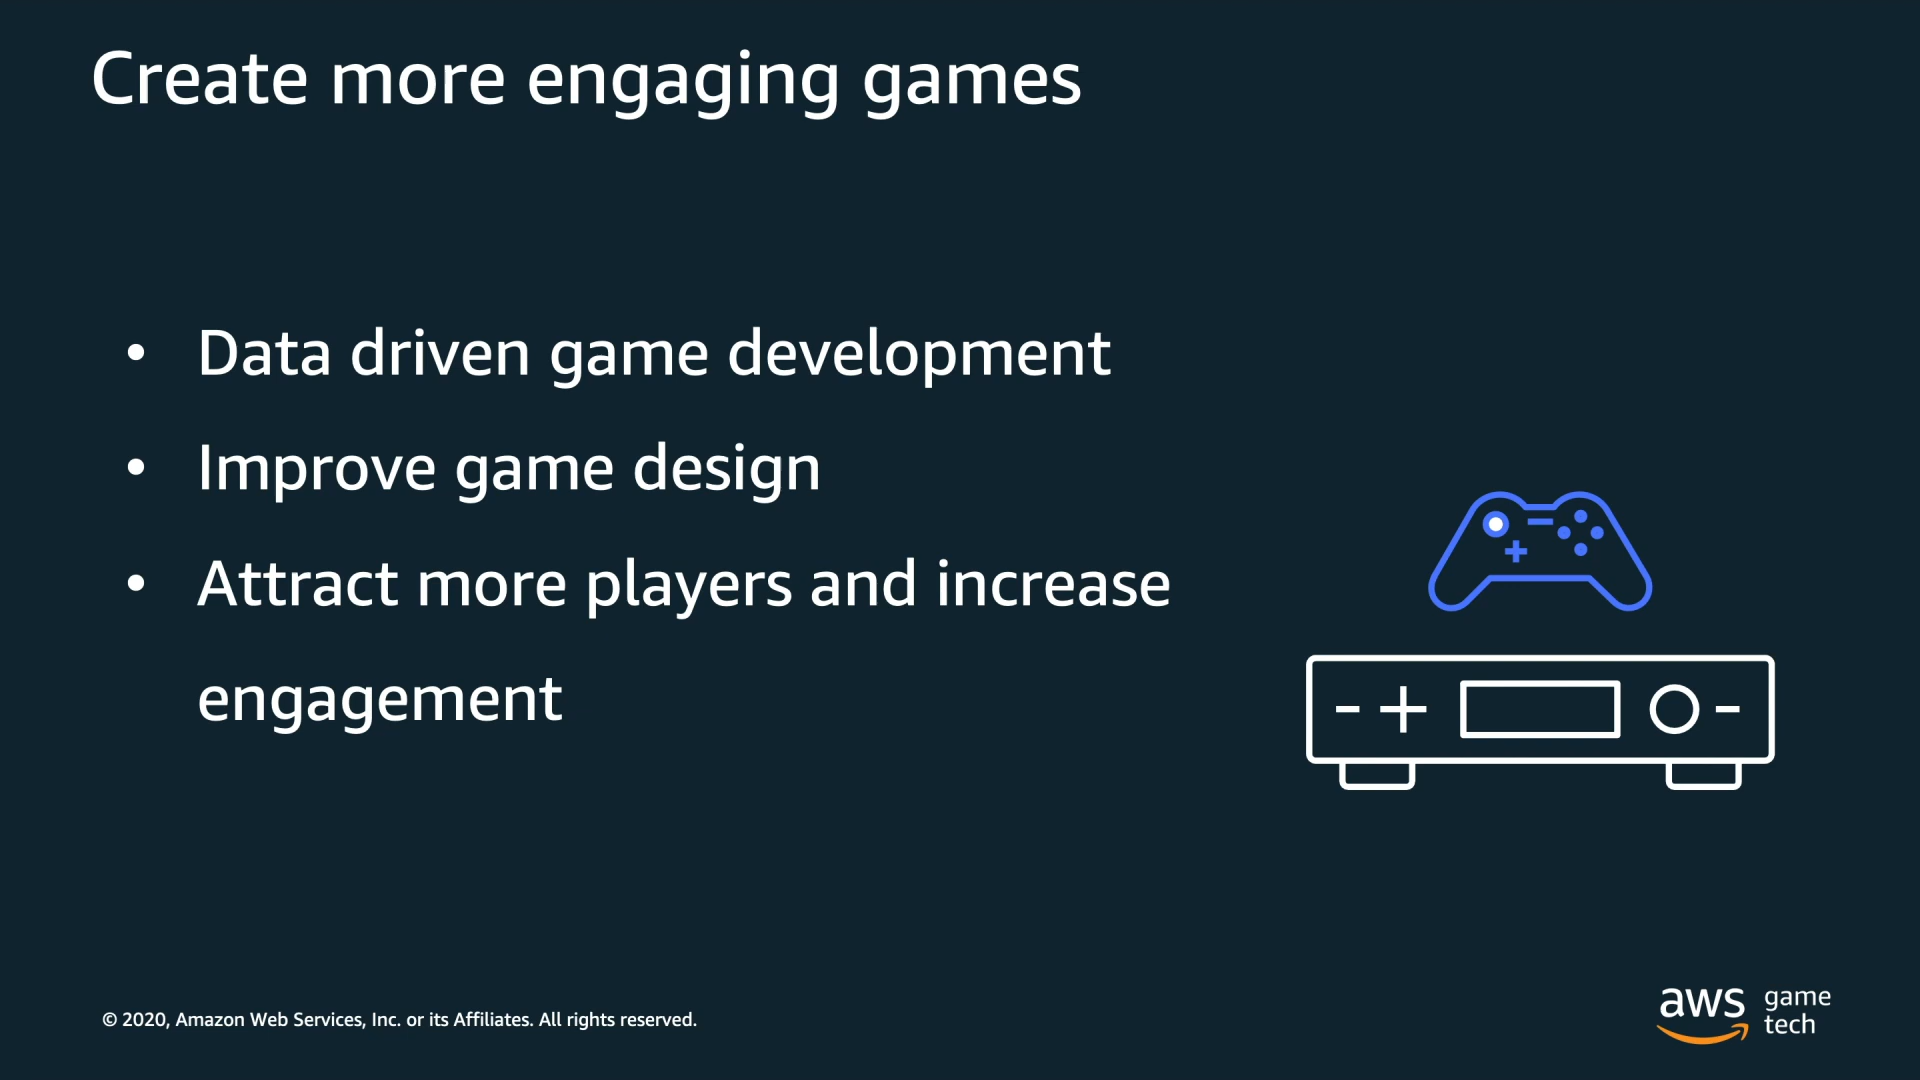 Create more engaging games
• Data driven game development
• Improve game design
• Attract more players and increase
engagement
© 2020, Amazon Web Services, Inc. or its Affiliates. All rights reserved.
aws game
tech